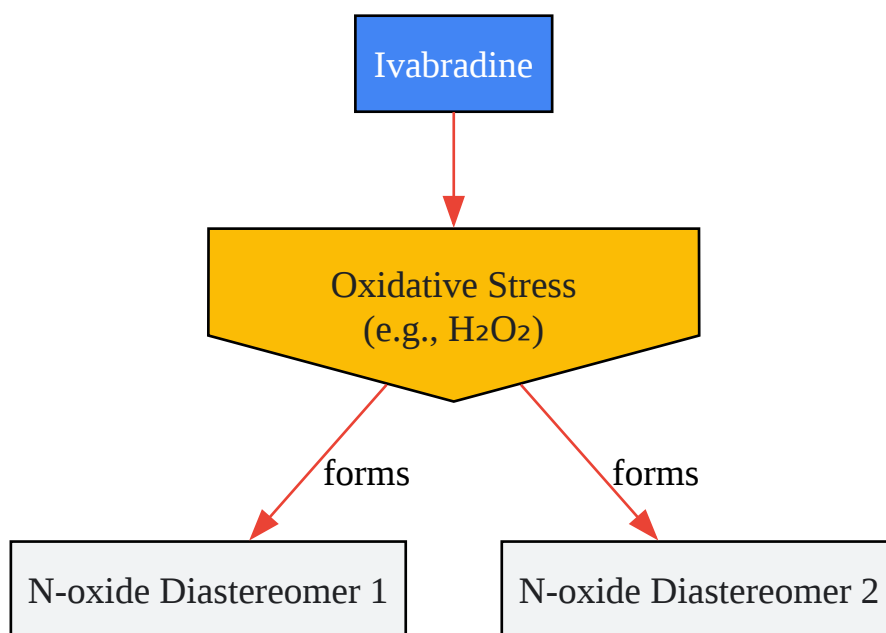 Ivabradine
Oxidative Stress
(e.g., H₂O₂)
forms
forms
N-oxide Diastereomer 1
N-oxide Diastereomer 2